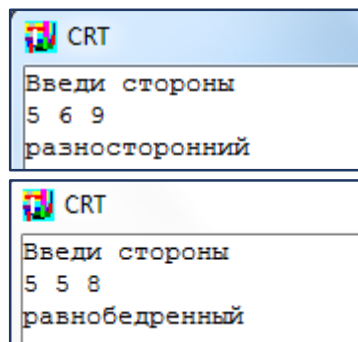 CRT
Введи стороны
5 6 9
разносторонний
CRT
Введи стороны
5 5 8
равнобедренный